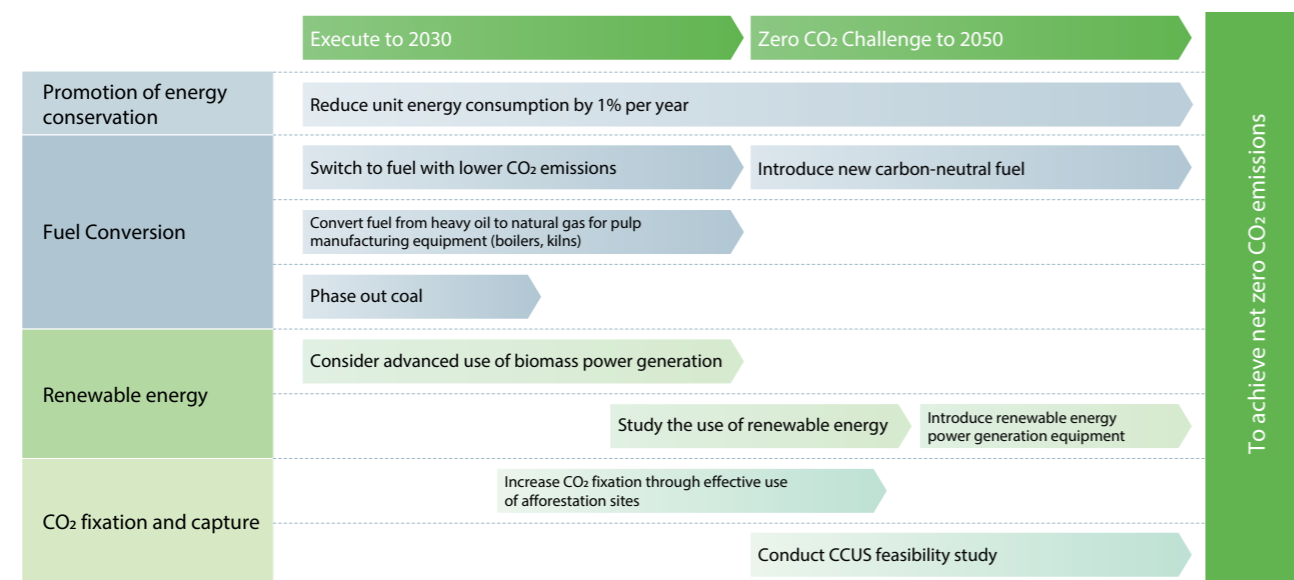 Execute to 2030
Zero CO₂ Challenge to 2050
Promotion of energy
conservation
Reduce unit energy consumption by 1% per year
Fuel Conversion
Switch to fuel with lower CO₂ emissions
Introduce new carbon-neutral fuel
Convert fuel from heavy oil to natural gas for pulp
manufacturing equipment (boilers, kilns)
Phase out coal
Renewable energy
Consider advanced use of biomass power generation
Study the use of renewable energy
Introduce renewable energy
power generation equipment
CO₂ fixation and capture
Increase CO₂ fixation through effective use
of afforestation sites
Conduct CCUS feasibility study
To achieve net zero CO₂ emissions